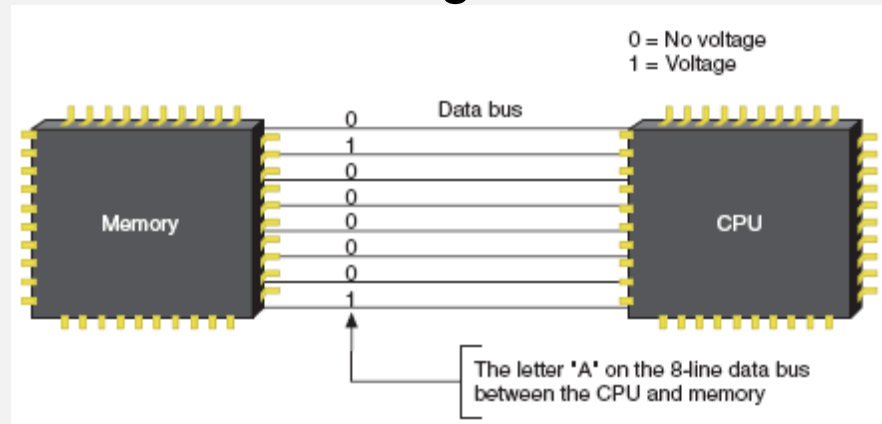 0 = No voltage
1 = Voltage
Data bus
0
1
0
0
0
0
0
1
Memory
CPU
The letter "A" on the 8-line data bus
between the CPU and memory